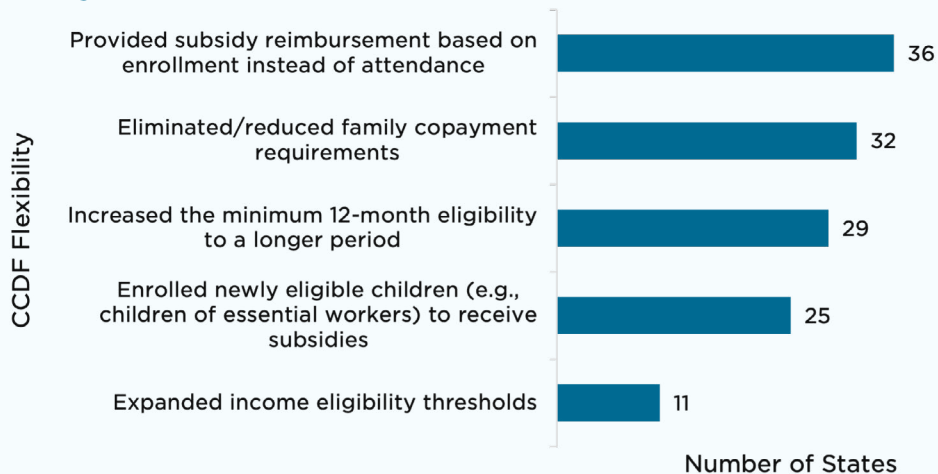 CCDF Flexibility
Provided subsidy reimbursement based on
enrollment instead of attendance
36
Eliminated/reduced family copayment
requirements
32
Increased the minimum 12-month eligibility
to a longer period
29
Enrolled newly eligible children (e.g.,
children of essential workers) to receive
subsidies
25
Expanded income eligibility thresholds
11
Number of States